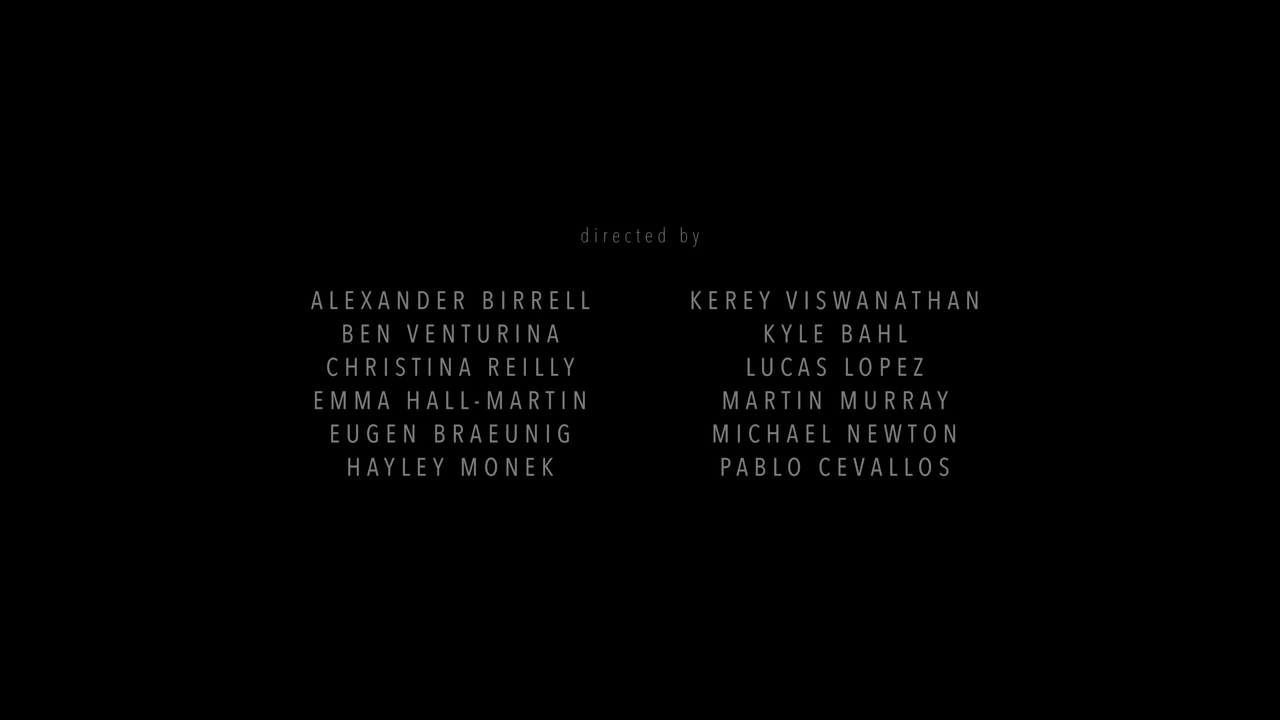 directed by
ALEXANDER BIRRELL
BEN VENTURINA
CHRISTINA REILLY
EMMA HALL-MARTIN
EUGEN BRAEUNIG
HAYLEY MONEK
KEREY VISWANATHAN
KYLE BAHL
LUCAS LOPEZ
MARTIN MURRAY
MICHAEL NEWTON
PABLO CEVALLOS